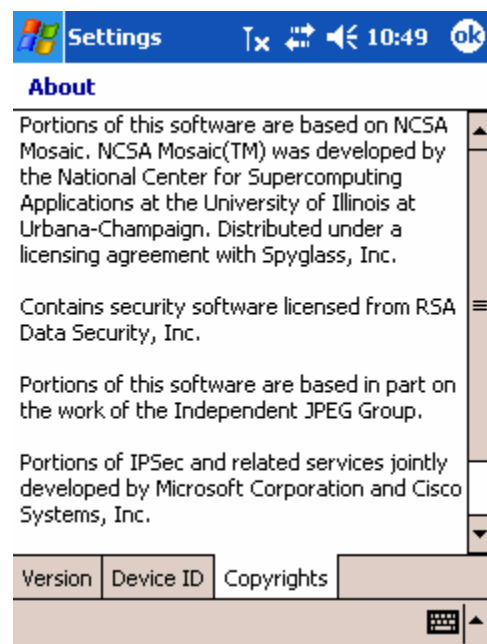 Settings 10:49 ok
About
Portions of this software are based on NCSA
Mosaic. NCSA Mosaic(TM) was developed by
the National Center for Supercomputing
Applications at the University of Illinois at
Urbana-Champaign. Distributed under a
licensing agreement with Spyglass, Inc.
Contains security software licensed from RSA
Data Security, Inc.
Portions of this software are based in part on
the work of the Independent JPEG Group.
Portions of IPSec and related services jointly
developed by Microsoft Corporation and Cisco
Systems, Inc.
Version Device ID Copyrights